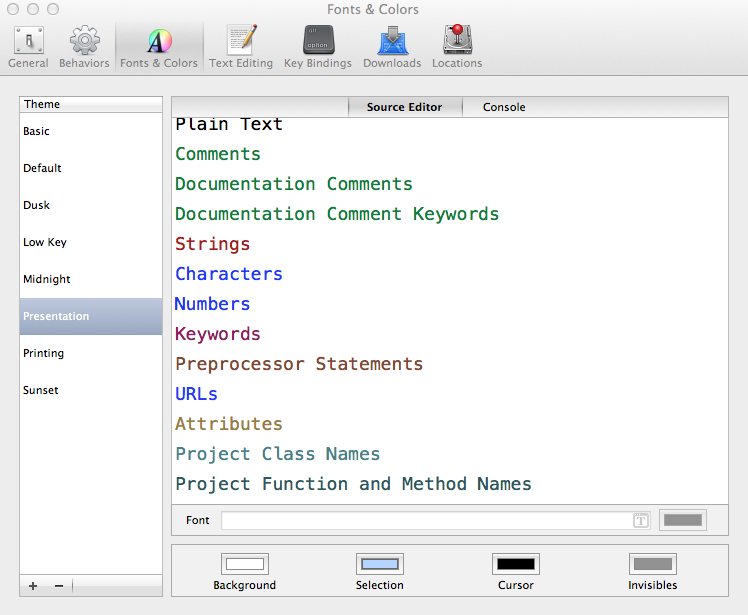 Fonts & Colors
General Behaviors Fonts & Colors Text Editing Key Bindings Downloads Locations
alt
option
Theme
Basic
Default
Dusk
Low Key
Midnight
Presentation
Printing
Sunset
Source Editor Console
Plain Text
Comments
Documentation Comments
Documentation Comment Keywords
Strings
Characters
Numbers
Keywords
Preprocessor Statements
URLs
Attributes
Project Class Names
Project Function and Method Names
Font T
Background Selection Cursor Invisibles